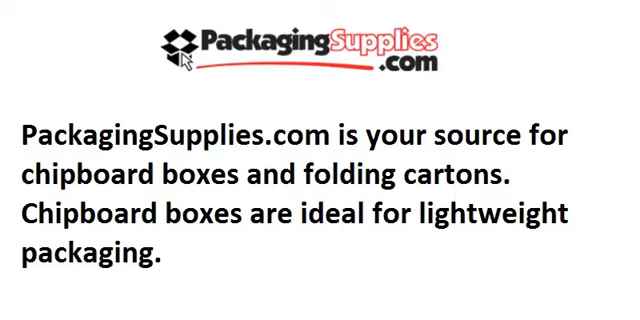 PackagingSupplies
.com
PackagingSupplies.com is your source for
chipboard boxes and folding cartons.
Chipboard boxes are ideal for lightweight
packaging.